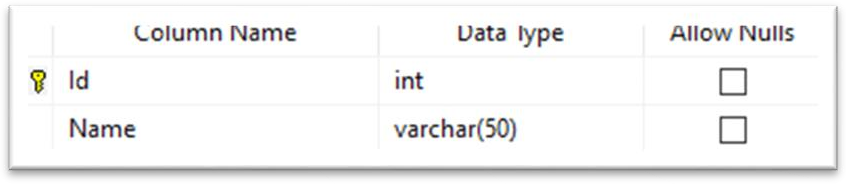 Column Name Data Type Allow Nulls
Id int
Name varchar(50)